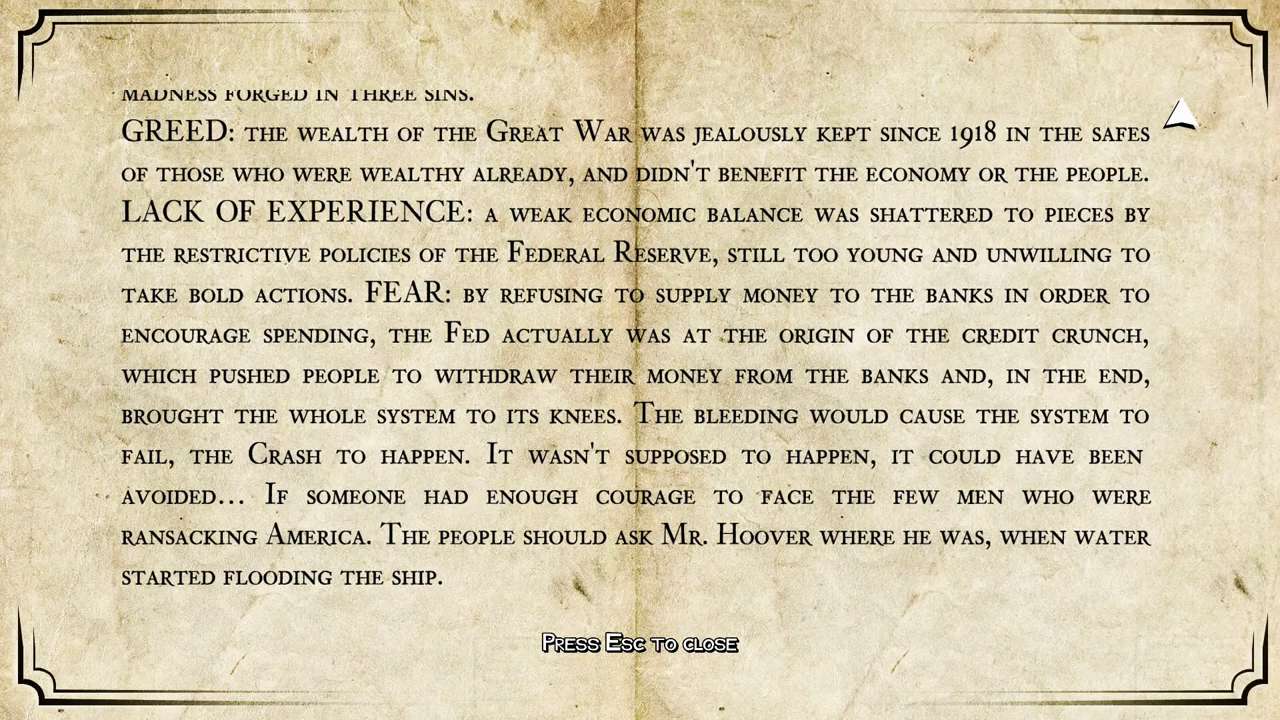 MADNESS FORGED IN THREE SINS.
GREED: THE WEALTH OF THE GREAT WAR WAS JEALOUSLY KEPT SINCE 1918 IN THE SAFES
OF THOSE WHO WERE WEALTHY ALREADY, AND DIDN'T BENEFIT THE ECONOMY OR THE PEOPLE.
LACK OF EXPERIENCE: A WEAK ECONOMIC BALANCE WAS SHATTERED TO PIECES BY
THE RESTRICTIVE POLICIES OF THE FEDERAL RESERVE, STILL TOO YOUNG AND UNWILLING TO
TAKE BOLD ACTIONS. FEAR: BY REFUSING TO SUPPLY MONEY TO THE BANKS IN ORDER TO
ENCOURAGE SPENDING, THE FED ACTUALLY WAS AT THE ORIGIN OF THE CREDIT CRUNCH,
WHICH PUSHED PEOPLE TO WITHDRAW THEIR MONEY FROM THE BANKS AND, IN THE END,
BROUGHT THE WHOLE SYSTEM TO ITS KNEES. THE BLEEDING WOULD CAUSE THE SYSTEM TO
FAIL, THE CRASH TO HAPPEN. IT WASN'T SUPPOSED TO HAPPEN, IT COULD HAVE BEEN
AVOIDED... IF SOMEONE HAD ENOUGH COURAGE TO FACE THE FEW MEN WHO WERE
RANSACKING AMERICA. THE PEOPLE SHOULD ASK MR. HOOVER WHERE HE WAS, WHEN WATER
STARTED FLOODING THE SHIP.
PRESS ESC TO CLOSE